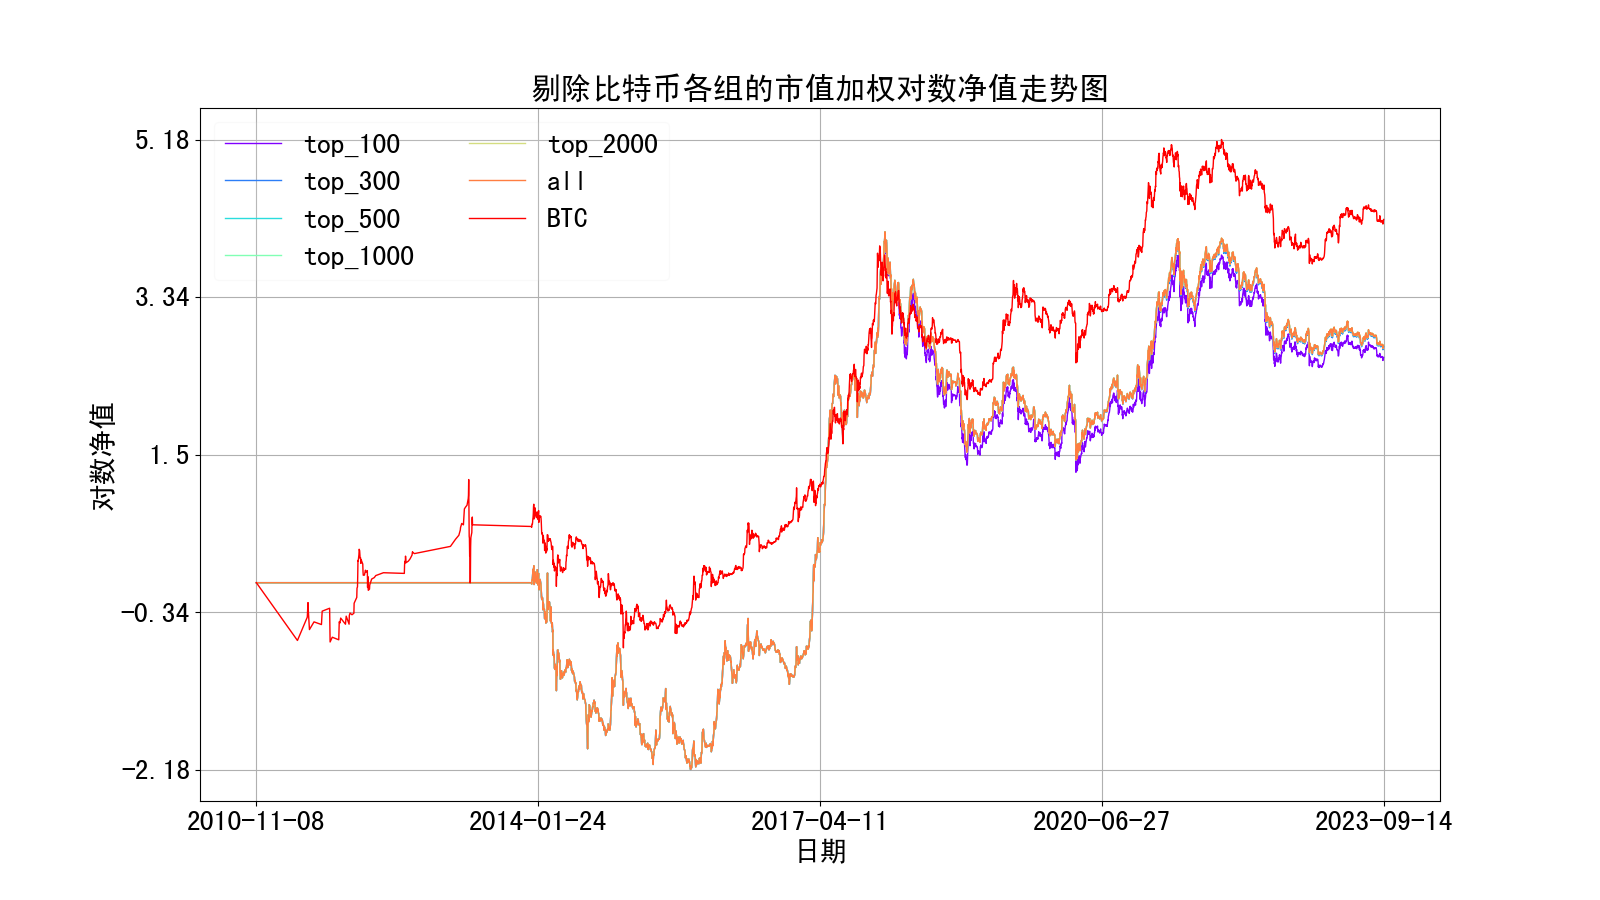 剔除比特币各组的市值加权对数净值走势图
top_100
top_300
top_500
top_1000
top_2000
all
BTC
5.18
3.34
1.5
-0.34
-2.18
对数净值
2010-11-08
2014-01-24
2017-04-11
2020-06-27
2023-09-14
日期